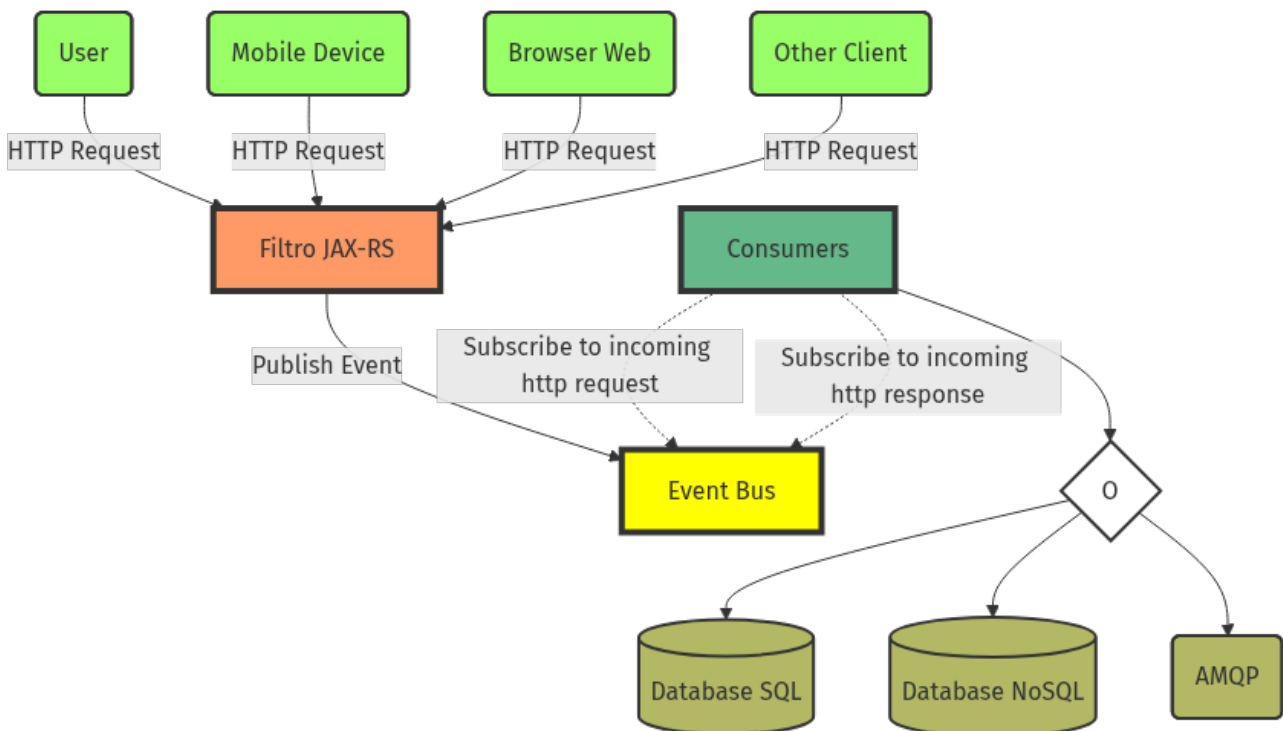 User
Mobile Device
Browser Web
Other Client
HTTP Request
HTTP Request
HTTP Request
HTTP Request
Filtro JAX-RS
Consumers
Publish Event
Subscribe to incoming
http request
Subscribe to incoming
http response
Event Bus
O
Database SQL
Database NoSQL
AMQP